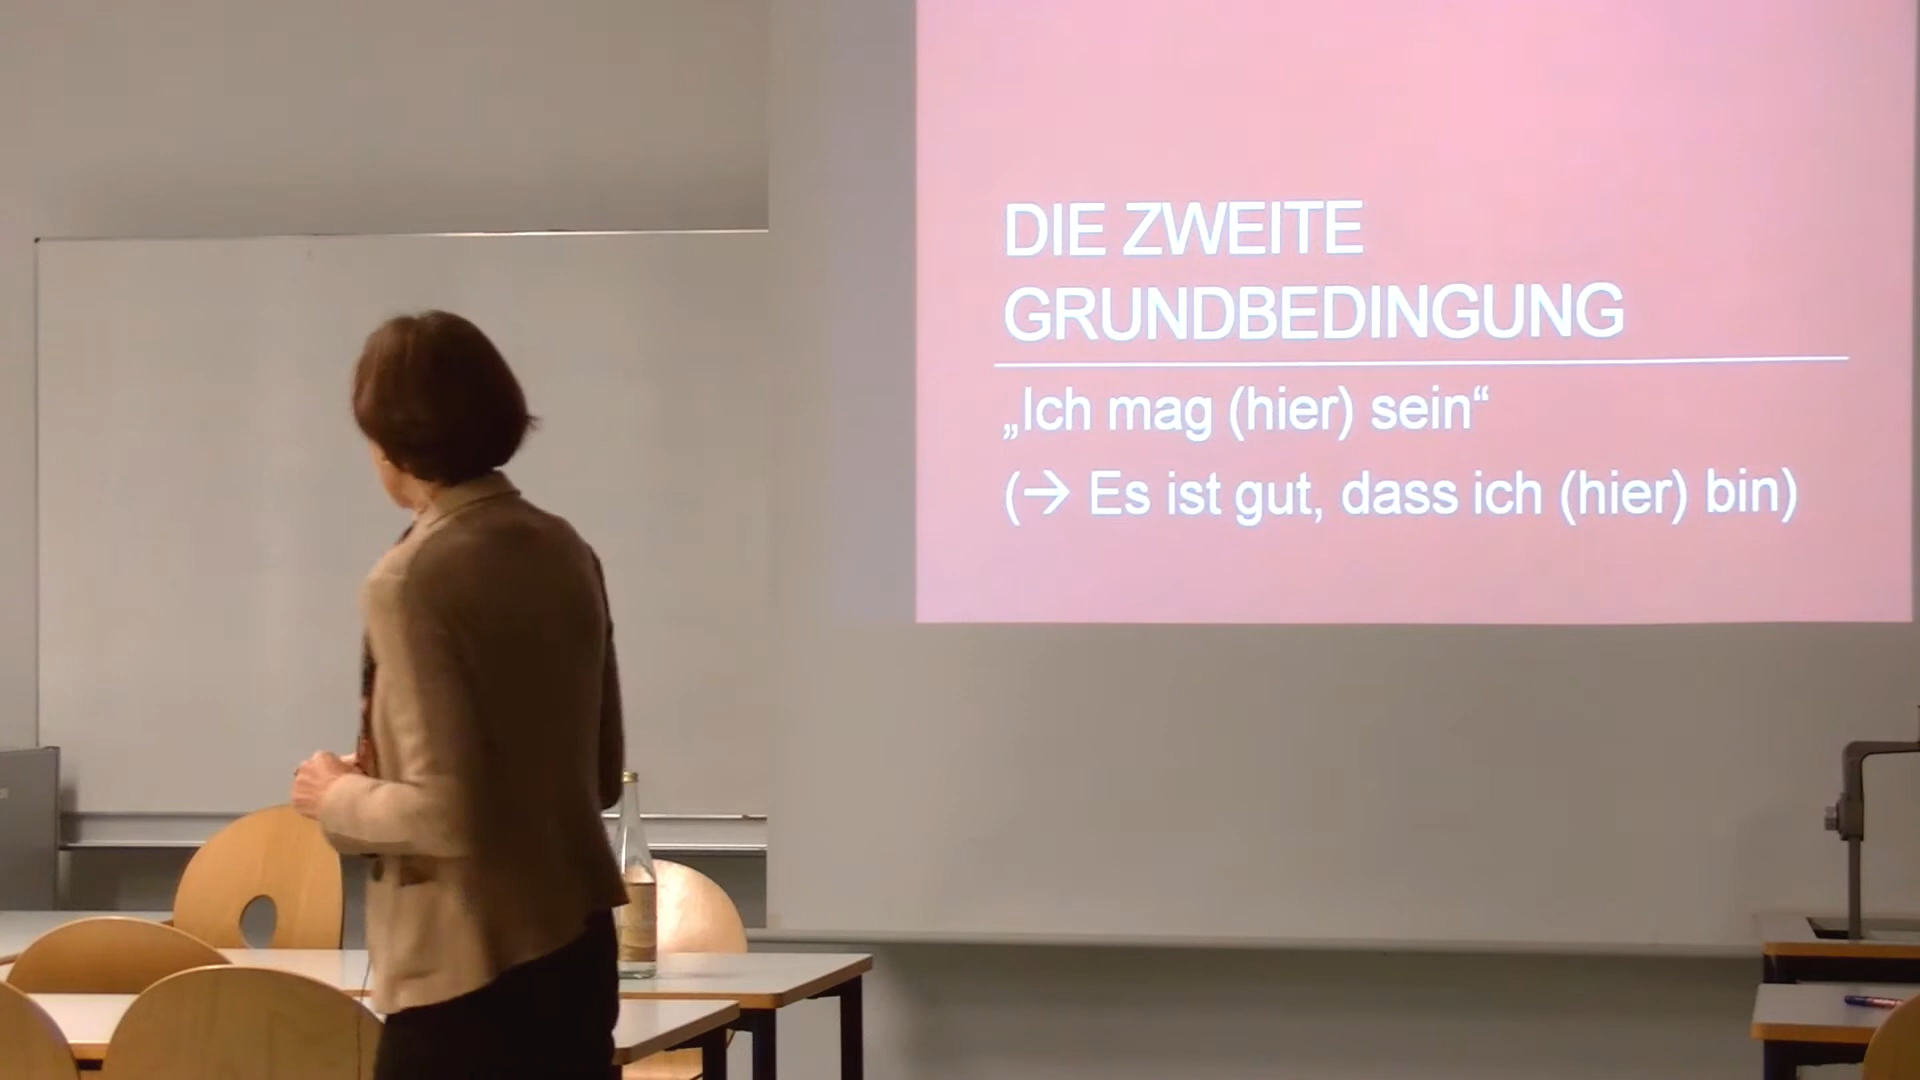 DIE ZWEITE
GRUNDBEDINGUNG
„Ich mag (hier) sein“
(→ Es ist gut, dass ich (hier) bin)